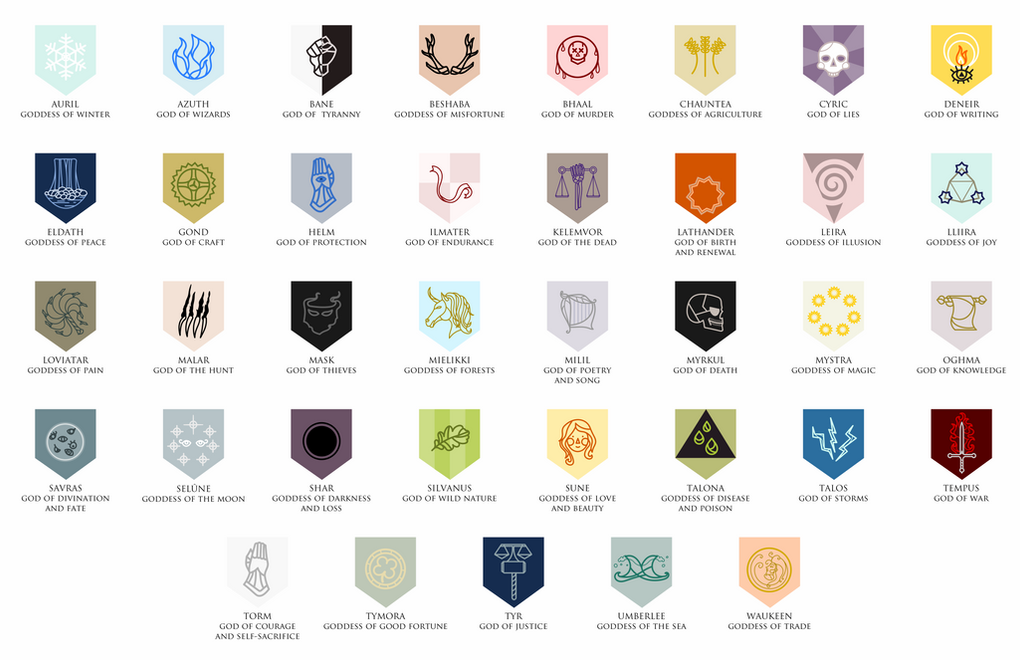 AURIL
GODDESS OF WINTER
AZUTH
GOD OF WIZARDS
BANE
GOD OF TYRANNY
BESHABA
GODDESS OF MISFORTUNE
BHAAL
GOD OF MURDER
CHAUNTEA
GODDESS OF AGRICULTURE
CYRIC
GOD OF LIES
DENEIR
GOD OF WRITING
ELDATH
GODDESS OF PEACE
GOND
GOD OF CRAFT
HELM
GOD OF PROTECTION
ILMATER
GOD OF ENDURANCE
KELEMVOR
GOD OF THE DEAD
LATHANDER
GOD OF BIRTH
AND RENEWAL
LEIRA
GODDESS OF ILLUSION
LLIIRA
GODDESS OF JOY
LOVIATAR
GODDESS OF PAIN
MALAR
GOD OF THE HUNT
MASK
GOD OF THIEVES
MIELIKKI
GODDESS OF FORESTS
MILIL
GOD OF POETRY
AND SONG
MYRKUL
GOD OF DEATH
MYSTRA
GODDESS OF MAGIC
OGHMA
GOD OF KNOWLEDGE
SAVRAS
GOD OF DIVINATION
AND FATE
SELÛNE
GODDESS OF THE MOON
SHAR
GODDESS OF DARKNESS
AND LOSS
SILVANUS
GOD OF WILD NATURE
SUNE
GODDESS OF LOVE
AND BEAUTY
TALONA
GODDESS OF DISEASE
AND POISON
TALOS
GOD OF STORMS
TEMPUS
GOD OF WAR
TORM
GOD OF COURAGE
AND SELF-SACRIFICE
TYMORA
GODDESS OF GOOD FORTUNE
TYR
GOD OF JUSTICE
UMBERLEE
GODDESS OF THE SEA
WAUKEEN
GODDESS OF TRADE